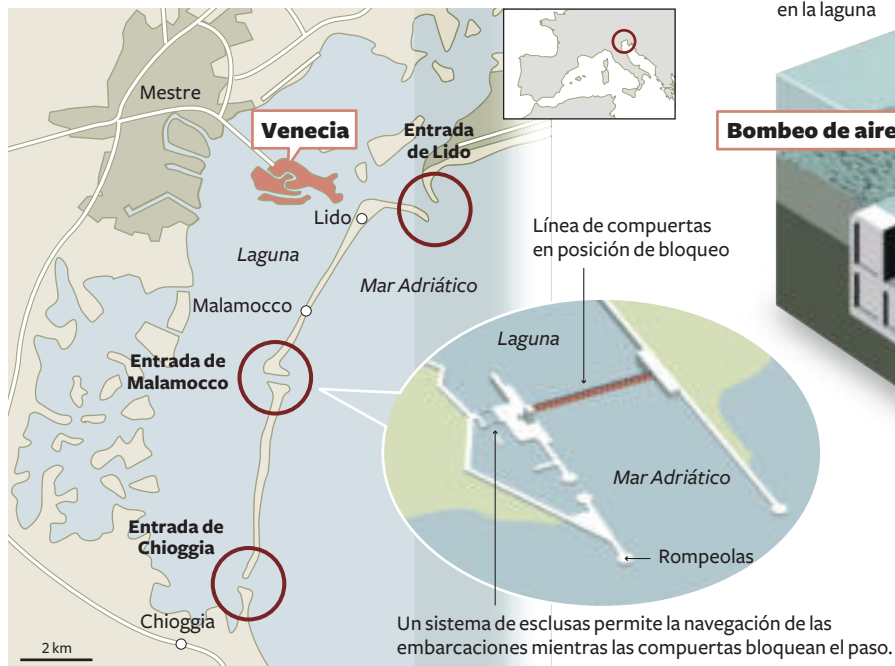 en la laguna
Mestre
Venecia
Entrada
de Lido
Bombeo de aire
Lido
Línea de compuertas
en posición de bloqueo
Laguna
Mar Adriático
Malamocco
Laguna
Entrada de
Malamocco
Mar Adriático
Entrada de
Chioggia
Rompeolas
Chioggia
Un sistema de esclusas permite la navegación de las
embarcaciones mientras las compuertas bloquean el paso.
2 km